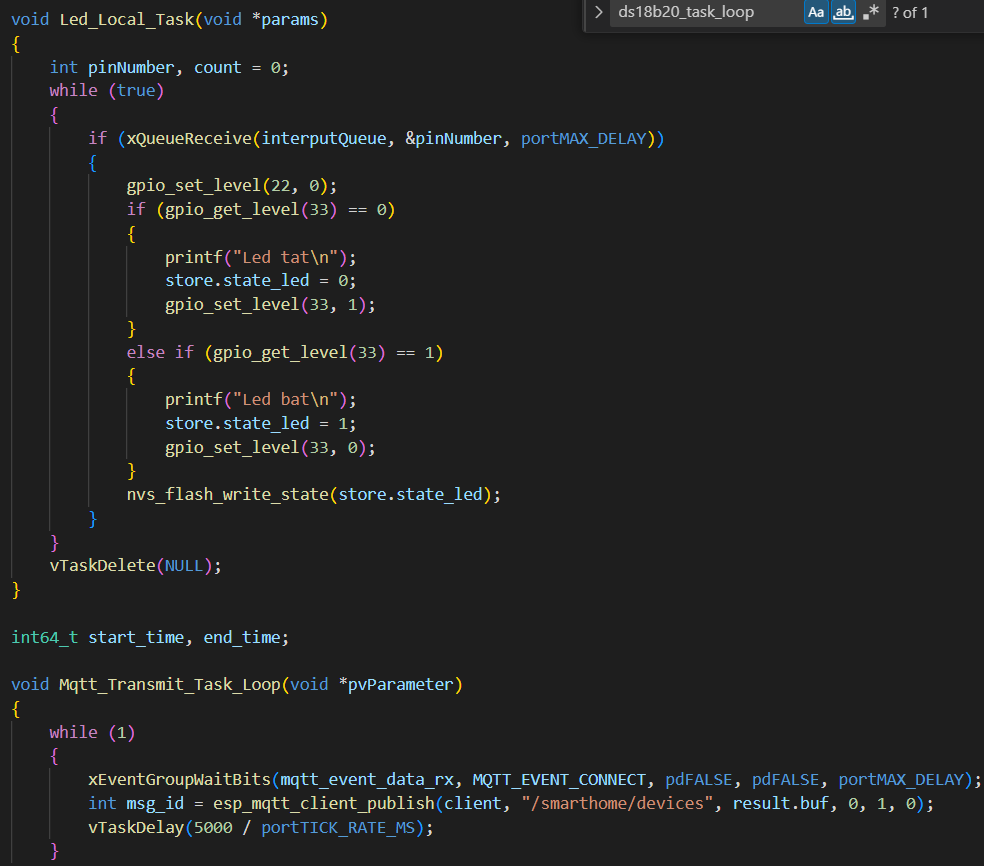 void Led_Local_Task(void *params)
ds18b20_task_loop Aa ab .* ? of 1
{
    int pinNumber, count = 0;
    while (true)
    {
        if (xQueueReceive(interputQueue, &pinNumber, portMAX_DELAY))
        {
            gpio_set_level(22, 0);
            if (gpio_get_level(33) == 0)
            {
                printf("Led tat\n");
                store.state_led = 0;
                gpio_set_level(33, 1);
            }
            else if (gpio_get_level(33) == 1)
            {
                printf("Led bat\n");
                store.state_led = 1;
                gpio_set_level(33, 0);
            }
            nvs_flash_write_state(store.state_led);
        }
    }
    vTaskDelete(NULL);
}
int64_t start_time, end_time;
void Mqtt_Transmit_Task_Loop(void *pvParameter)
{
    while (1)
    {
        xEventGroupWaitBits(mqtt_event_data_rx, MQTT_EVENT_CONNECT, pdFALSE, pdFALSE, portMAX_DELAY);
        int msg_id = esp_mqtt_client_publish(client, "/smarthome/devices", result.buf, 0, 1, 0);
        vTaskDelay(5000 / portTICK_RATE_MS);
    }